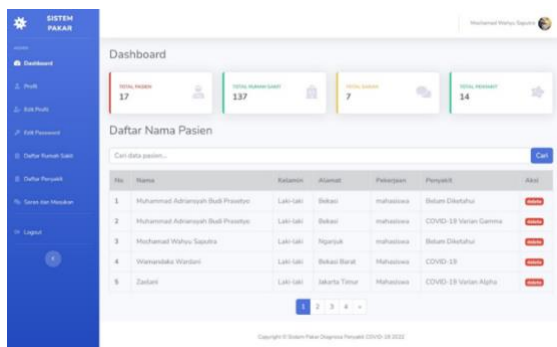 SISTEM
PAKAR
Mochamad Wahyu Saputra
Dashboard
Dashboard
Profil
Edit Profil
Edit Password
Daftar Rumah Sakit
Daftar Penyakit
Saran dan Masukan
Logout
TOTAL PASIEN
17
TOTAL RUMAH SAKIT
137
7
TOTAL PENYAKIT
14
Daftar Nama Pasien
Cari data pasien...
Cari
No. Nama Kelamin Alamat Pekerjaan Penyakit Aksi
1 Muhammad Adriansyah Budi Prasetyo Laki-laki Bekasi mahasiswa Belum Diketahui delete
2 Muhammad Adriansyah Budi Prasetyo Laki-laki Bekasi mahasiswa COVID-19 Varian Gamma delete
3 Mochamad Wahyu Saputra Laki-laki Nganjuk mahasiswa Belum Diketahui delete
4 Wardani Laki-laki Bekasi Barat Mahasiswa COVID-19 delete
5 Laki-laki Jakarta Timur Mahasiswa COVID-19 Varian Alpha delete
1 2 3 4 »
Copyright © Sistem Pakar Diagnosa Penyakit COVID-19 2022